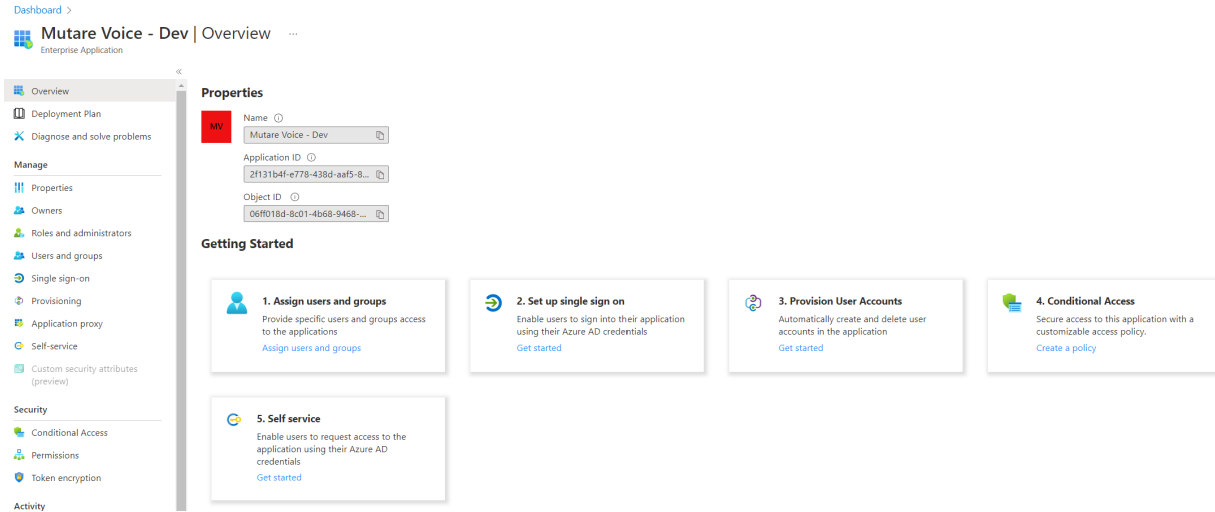 Dashboard >
Mutare Voice - Dev | Overview ...
Enterprise Application
«
Overview
Deployment Plan
Diagnose and solve problems
Manage
Properties
Owners
Roles and administrators
Users and groups
Single sign-on
Provisioning
Application proxy
Self-service
Custom security attributes
(preview)
Security
Conditional Access
Permissions
Token encryption
Activity
Properties
MV
Name
Mutare Voice - Dev
Application ID
2f131b4f-e778-438d-aaf5-8...
Object ID
06ff018d-8c01-4b68-9468-...
Getting Started
1. Assign users and groups
Provide specific users and groups access
to the applications
Assign users and groups
2. Set up single sign on
Enable users to sign into their application
using their Azure AD credentials
Get started
3. Provision User Accounts
Automatically create and delete user
accounts in the application
Get started
4. Conditional Access
Secure access to this application with a
customizable access policy.
Create a policy
5. Self service
Enable users to request access to the
application using their Azure AD
credentials
Get started